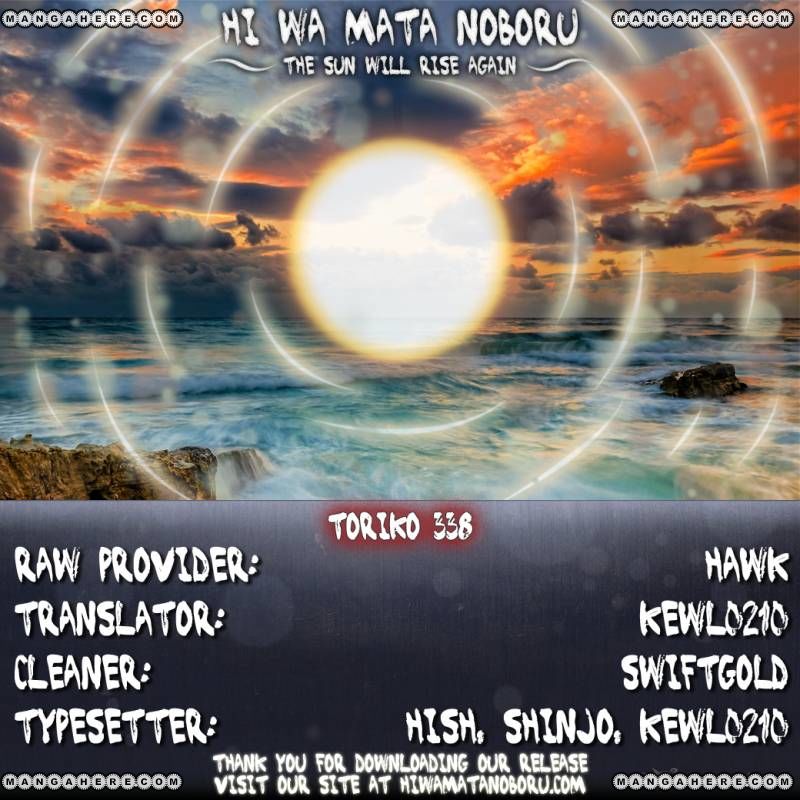 MANGAHERE.COM MANGAHERE.COM
HI WA MATA NOBORU
THE SUN WILL RISE AGAIN
TORIKO 338
RAW PROVIDER: HAWK
TRANSLATOR: KEWL0210
CLEANER: SWIFTGOLD
TYPESETTER: HISH, SHINJO, KEWL0210
THANK YOU FOR DOWNLOADING OUR RELEASE
VISIT OUR SITE AT HIWAMATANOBORU.COM
MANGAHERE.COM MANGAHERE.COM